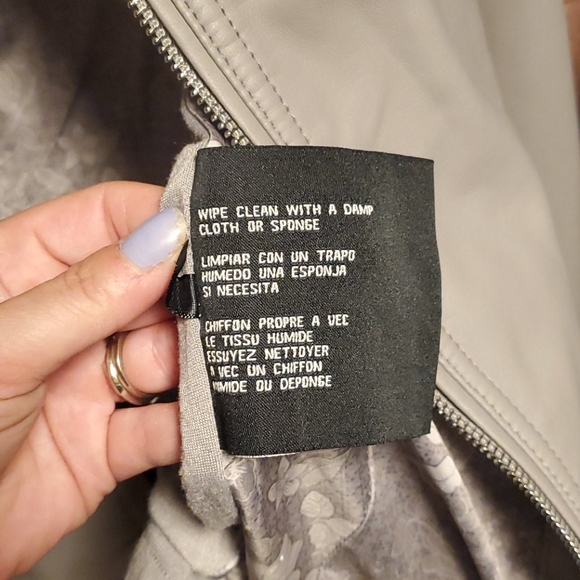 WIPE CLEAN WITH A DAMP
CLOTH OR SPONGE
LIMPIAR CON UN TRAPO
HUMEDO UNA ESPONJA
SI NECESITA
CHIFFON PROPRE A VEC
LE TISSU HUMIDE
ESSUYEZ NETTOYER
A VEC UN CHIFFON
HUMIDE OU DEPONGE